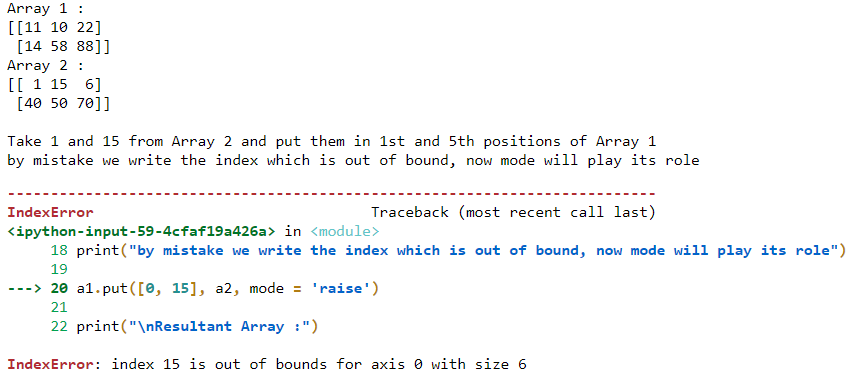 Array 1 :
[[11 10 22]
 [14 58 88]]
Array 2 :
[[ 1 15  6]
 [40 50 70]]

Take 1 and 15 from Array 2 and put them in 1st and 5th positions of Array 1
by mistake we write the index which is out of bound, now mode will play its role

---------------------------------------------------------------------------
IndexError                                Traceback (most recent call last)
<ipython-input-59-4cfaf19a426a> in <module>
     18 print("by mistake we write the index which is out of bound, now mode will play its role")
     19
---> 20 a1.put([0, 15], a2, mode = 'raise')
     21
     22 print("\nResultant Array :")

IndexError: index 15 is out of bounds for axis 0 with size 6